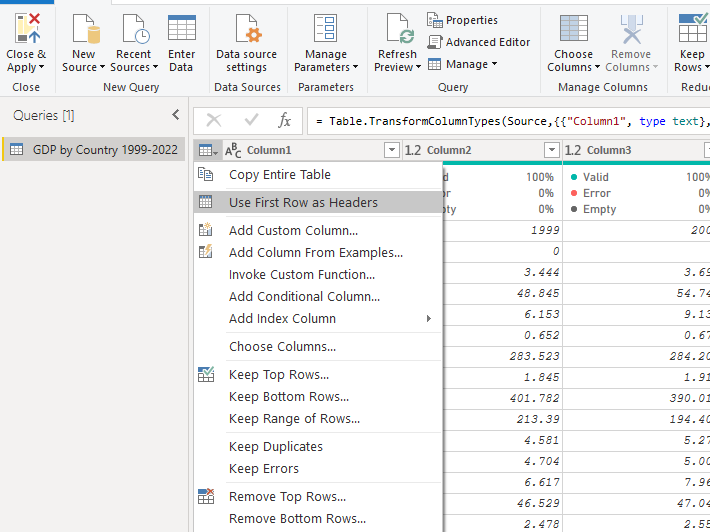 Close & Apply
New Source
Recent Sources
Enter Data
Data source settings
Manage Parameters
Refresh Preview
Properties
Advanced Editor
Manage
Choose Columns
Remove Columns
Keep Rows
Close
New Query
Data Sources
Parameters
Query
Manage Columns
Queries [1]
fx
= Table.TransformColumnTypes(Source,{{"Column1", type text},
GDP by Country 1999-2022
ABC Column1
1.2 Column2
1.2 Column3
100%
Valid
100%
0%
Error
0%
0%
Empty
0%
Copy Entire Table
Use First Row as Headers
Add Custom Column...
Add Column From Examples...
Invoke Custom Function...
Add Conditional Column...
Add Index Column
Choose Columns...
Keep Top Rows...
Keep Bottom Rows...
Keep Range of Rows...
Keep Duplicates
Keep Errors
Remove Top Rows...
Remove Bottom Rows...
1999
0
3.444
48.845
6.153
0.652
283.523
1.845
401.782
213.39
4.581
4.704
6.617
46.529
2.478